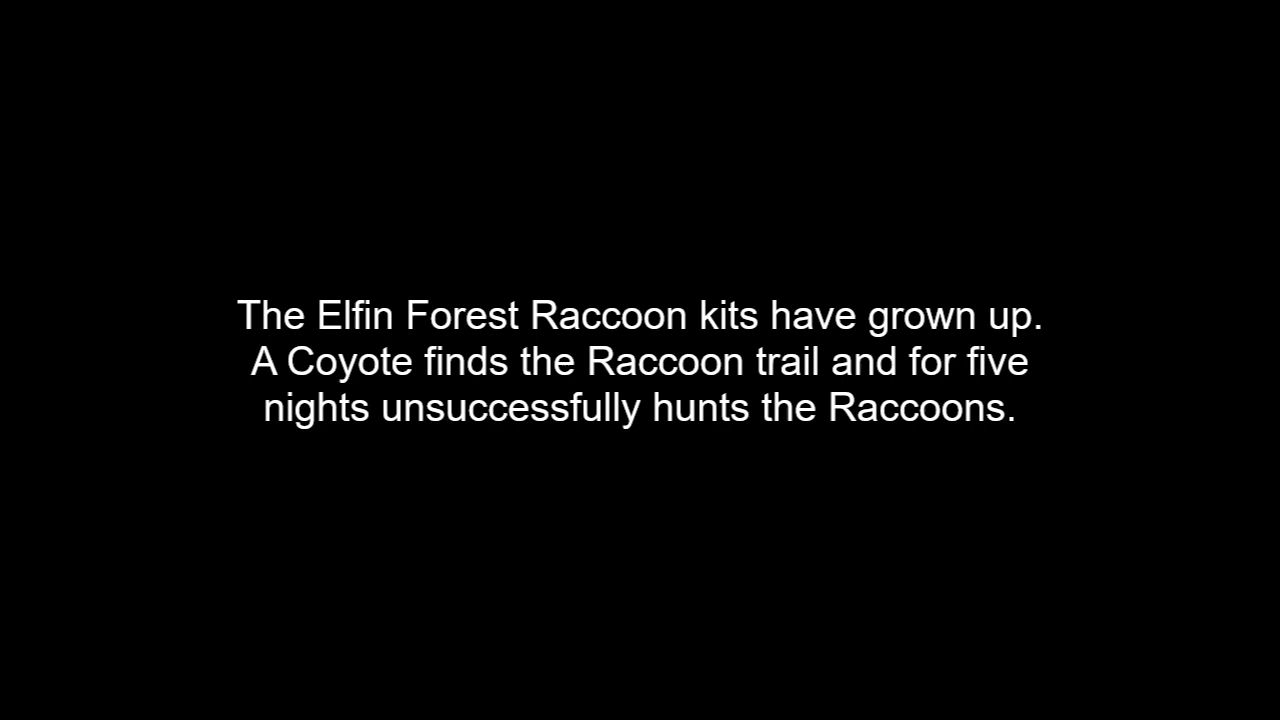 The Elfin Forest Raccoon kits have grown up.
A Coyote finds the Raccoon trail and for five
nights unsuccessfully hunts the Raccoons.